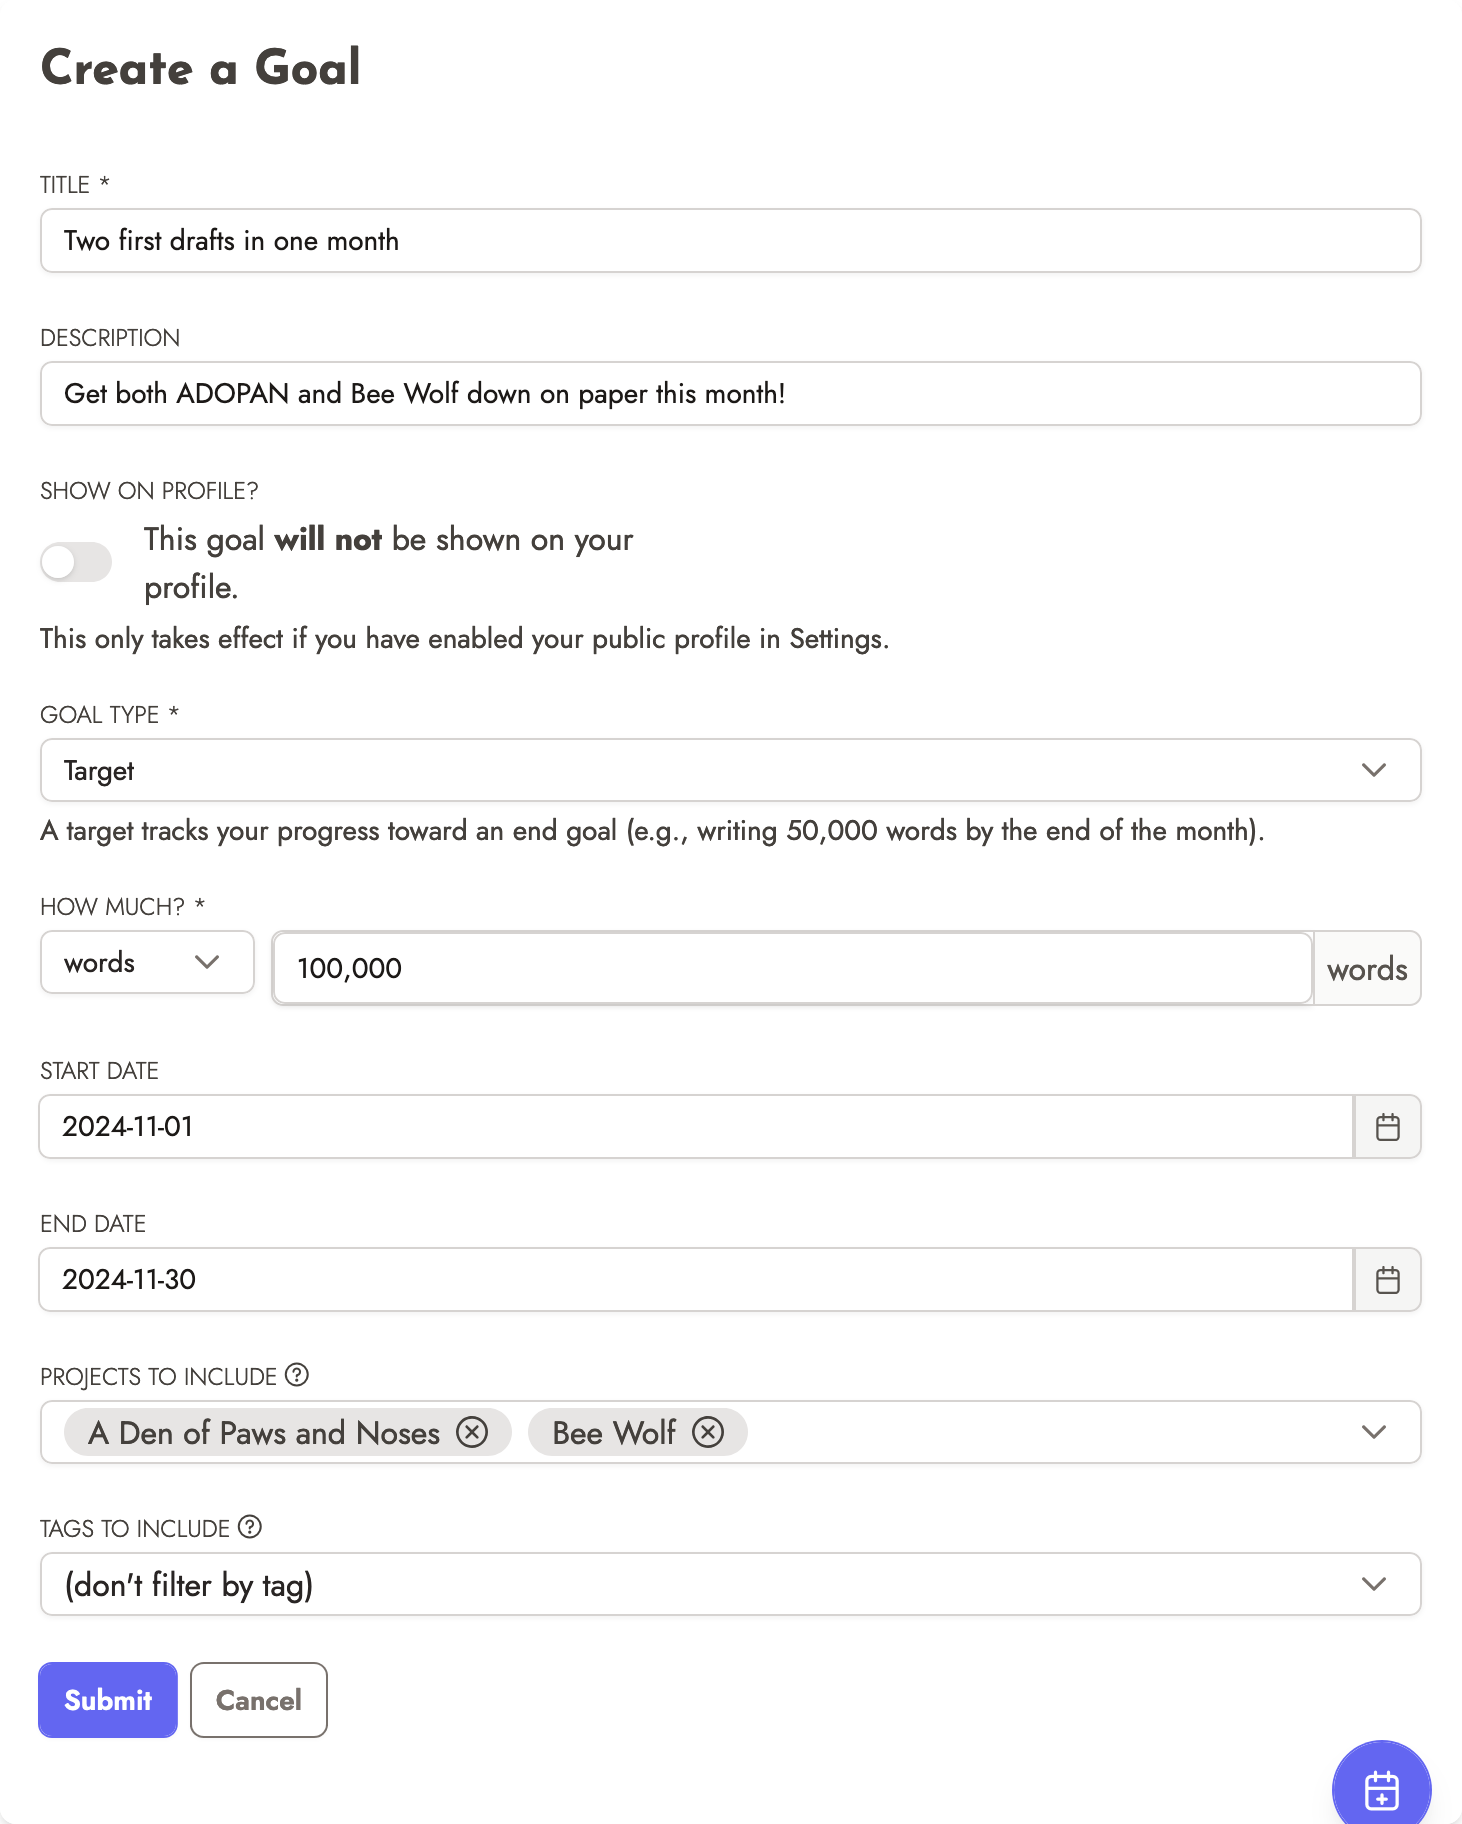 Create a Goal
TITLE *
Two first drafts in one month
DESCRIPTION
Get both ADOPAN and Bee Wolf down on paper this month!
SHOW ON PROFILE?
This goal will not be shown on your
profile.
This only takes effect if you have enabled your public profile in Settings.
GOAL TYPE *
Target
A target tracks your progress toward an end goal (e.g., writing 50,000 words by the end of the month).
HOW MUCH? *
words 100,000 words
START DATE
2024-11-01
END DATE
2024-11-30
PROJECTS TO INCLUDE
A Den of Paws and Noses Bee Wolf
TAGS TO INCLUDE
(don't filter by tag)
Submit Cancel